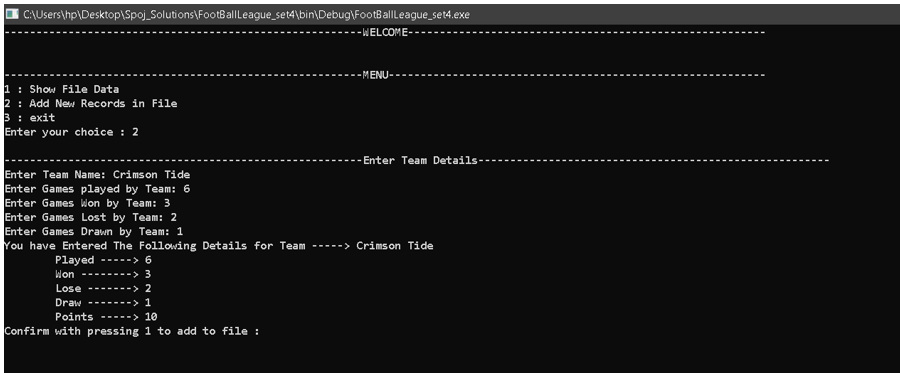 C:\Users\hp\Desktop\Spoj_Solutions\FootBallLeague_set4\bin\Debug\FootBallLeague_set4.exe
--------------------------------------------------------WELCOME--------------------------------------------------------
--------------------------------------------------------MENU-----------------------------------------------------------
1 : Show File Data
2 : Add New Records in File
3 : exit
Enter your choice : 2
--------------------------------------------------------Enter Team Details-------------------------------------------------------
Enter Team Name: Crimson Tide
Enter Games played by Team: 6
Enter Games Won by Team: 3
Enter Games Lost by Team: 2
Enter Games Drawn by Team: 1
You have Entered The Following Details for Team -----> Crimson Tide
Played -----> 6
Won --------> 3
Lose -------> 2
Draw -------> 1
Points -----> 10
Confirm with pressing 1 to add to file :